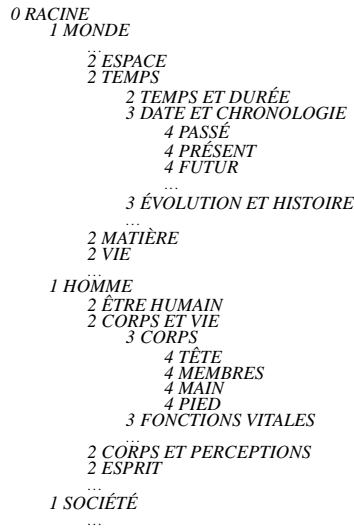 0 RACINE
1 MONDE
…
2 ESPACE
2 TEMPS
2 TEMPS ET DURÉE
3 DATE ET CHRONOLOGIE
4 PASSÉ
4 PRÉSENT
4 FUTUR
…
3 ÉVOLUTION ET HISTOIRE
…
2 MATIÈRE
2 VIE
…
1 HOMME
2 ÊTRE HUMAIN
2 CORPS ET VIE
3 CORPS
4 TÊTE
4 MEMBRES
4 MAIN
4 PIED
3 FONCTIONS VITALES
…
2 CORPS ET PERCEPTIONS
2 ESPRIT
…
1 SOCIÉTÉ
…